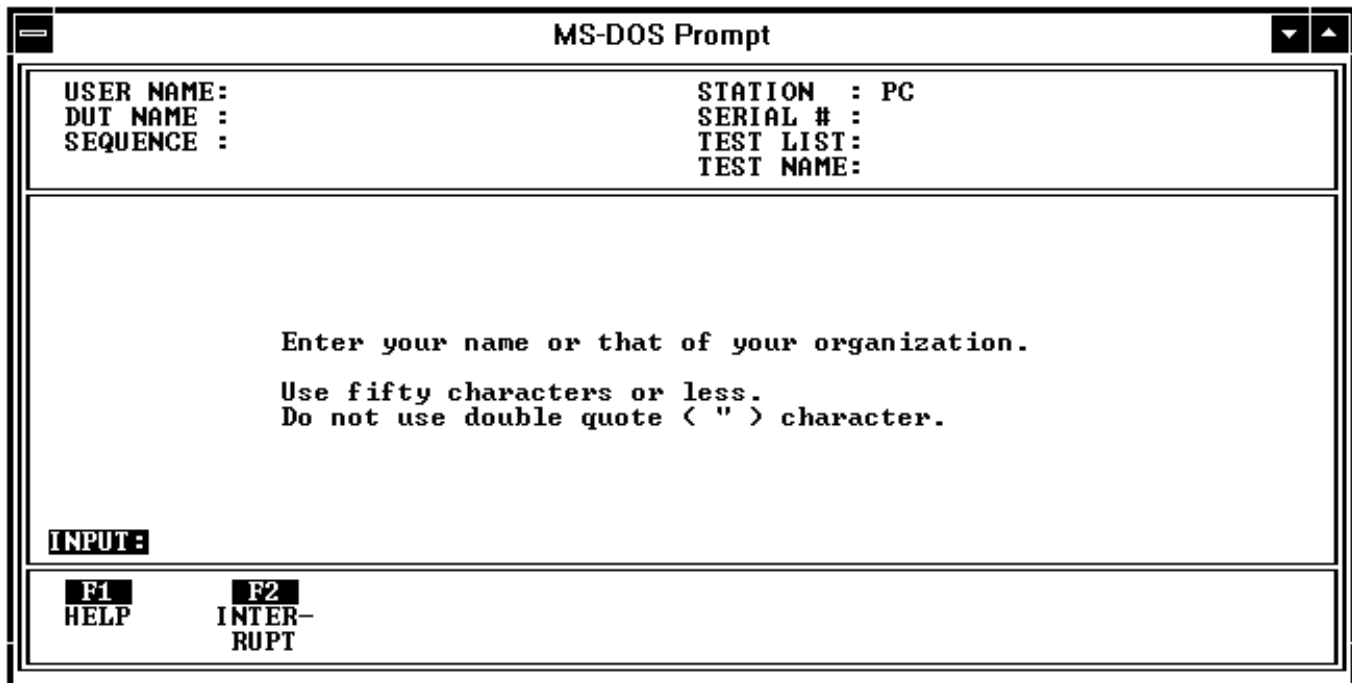 MS-DOS Prompt
USER NAME:
DUT NAME :
SEQUENCE :
STATION  : PC
SERIAL # :
TEST LIST:
TEST NAME:
Enter your name or that of your organization.
Use fifty characters or less.
Do not use double quote ( " ) character.
INPUT:
F1
HELP
F2
INTER-
RUPT